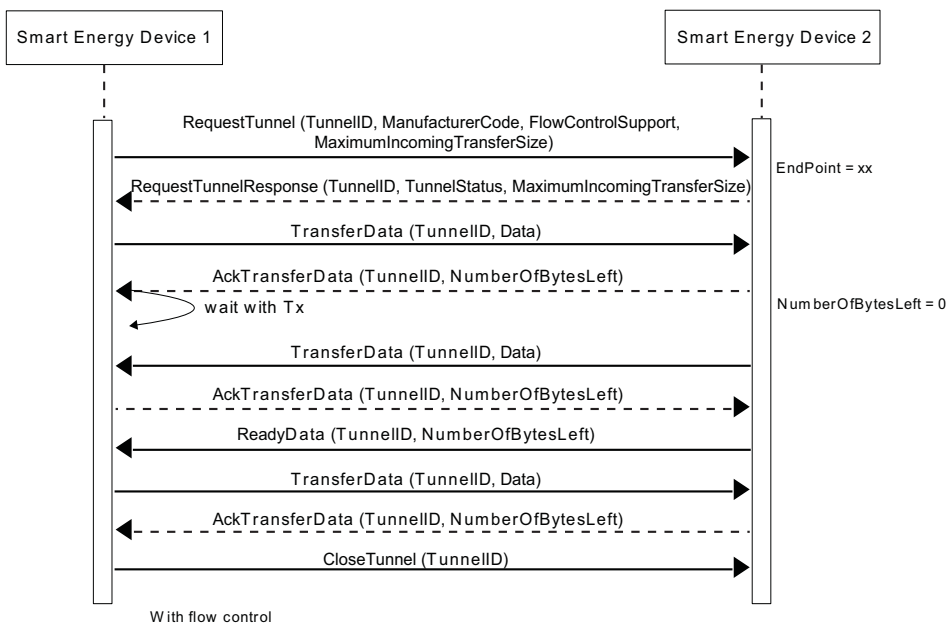 Smart Energy Device 1
Smart Energy Device 2
RequestTunnel (TunnelID, ManufacturerCode, FlowControlSupport,
MaximumIncomingTransferSize)
EndPoint = xx
RequestTunnelResponse (TunnelID, TunnelStatus, MaximumIncomingTransferSize)
TransferData (TunnelID, Data)
AckTransferData (TunnelID, NumberOfBytesLeft)
wait with Tx
NumberOfBytesLeft = 0
TransferData (TunnelID, Data)
AckTransferData (TunnelID, NumberOfBytesLeft)
ReadyData (TunnelID, NumberOfBytesLeft)
TransferData (TunnelID, Data)
AckTransferData (TunnelID, NumberOfBytesLeft)
CloseTunnel (TunnelID)
With flow control